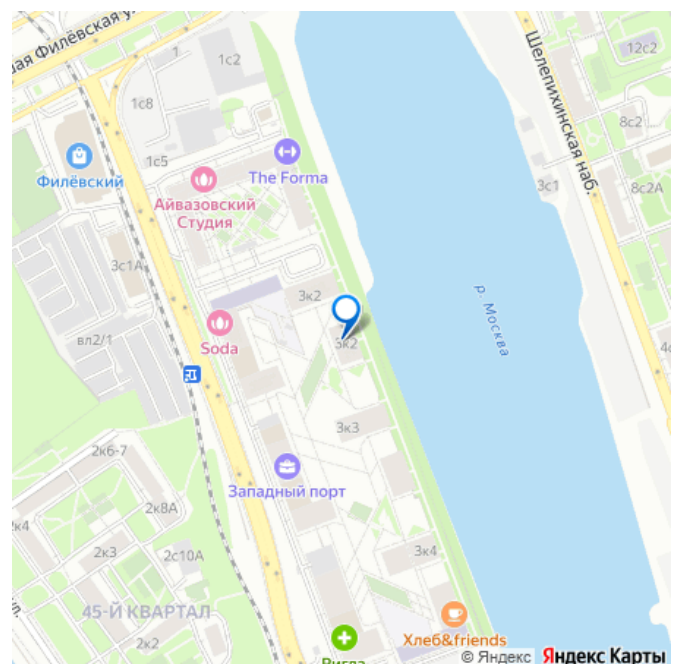 ая Филёвская у
1
1с2
12с2
1с8
Шелепихинская наб.
8с2
1с5
Филёвский
The Forma
3с1
8с2А
Айвазовский
Студия
3с1А
3к2
р. Москва
вл2/1
Soda
3к2
2к6-7
3к3
Западный порт
2к8А
2к3
2с10А
3к4
45-Й КВАРТАЛ
2к2
Хлеб&friends
Ригла
© Яндекс Яндекс Карты